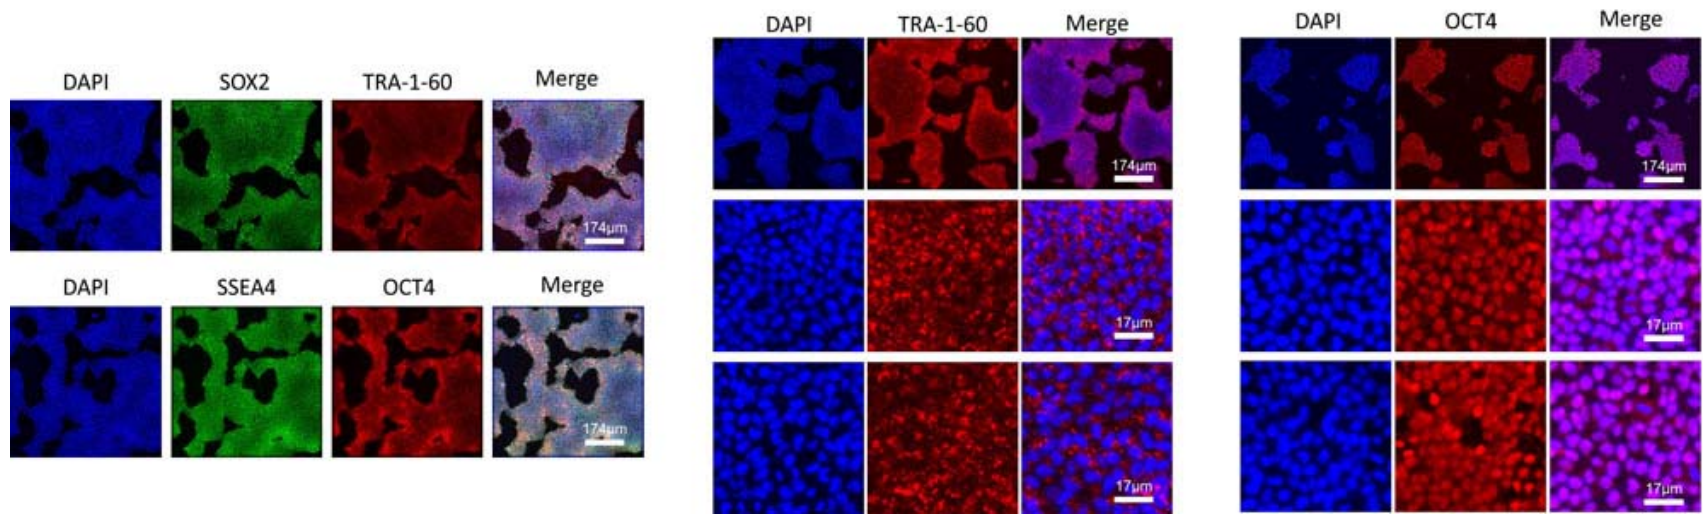 DAPI SOX2 TRA-1-60 Merge
174µm
DAPI SSEA4 OCT4 Merge
174µm
DAPI TRA-1-60 Merge
174µm
17µm
17µm
DAPI OCT4 Merge
174µm
17µm
17µm